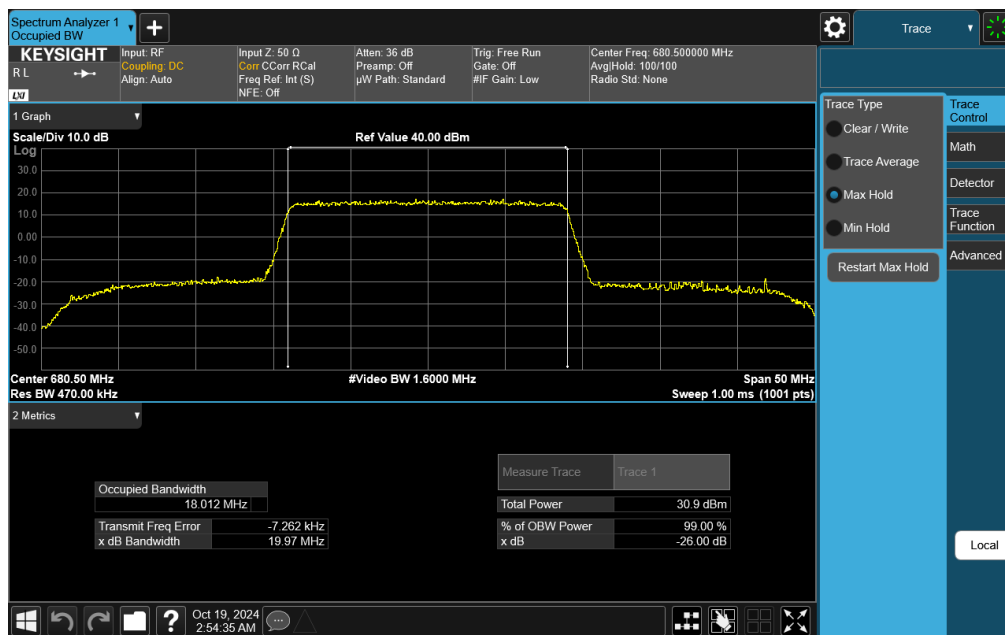 Spectrum Analyzer 1
Occupied BW
Trace
KEYSIGHT
R L
LXI
Input: RF
Coupling: DC
Align: Auto
Input Z: 50 Ω
Corr CCorr RCal
Freq Ref: Int (S)
NFE: Off
Atten: 36 dB
Preamp: Off
µW Path: Standard
Trig: Free Run
Gate: Off
#IF Gain: Low
Center Freq: 680.500000 MHz
Avg|Hold: 100/100
Radio Std: None
1 Graph
Scale/Div 10.0 dB
Ref Value 40.00 dBm
Log
30.0
20.0
10.0
0.00
-10.0
-20.0
-30.0
-40.0
-50.0
Center 680.50 MHz
#Video BW 1.6000 MHz
Span 50 MHz
Res BW 470.00 kHz
Sweep 1.00 ms (1001 pts)
2 Metrics
Measure Trace
Trace 1
Occupied Bandwidth
18.012 MHz
Total Power
30.9 dBm
Transmit Freq Error
-7.262 kHz
% of OBW Power
99.00 %
x dB Bandwidth
19.97 MHz
x dB
-26.00 dB
Trace Type
Clear / Write
Trace Average
Max Hold
Min Hold
Restart Max Hold
Trace
Control
Math
Detector
Trace
Function
Advanced
Local
?
Oct 19, 2024
2:54:35 AM